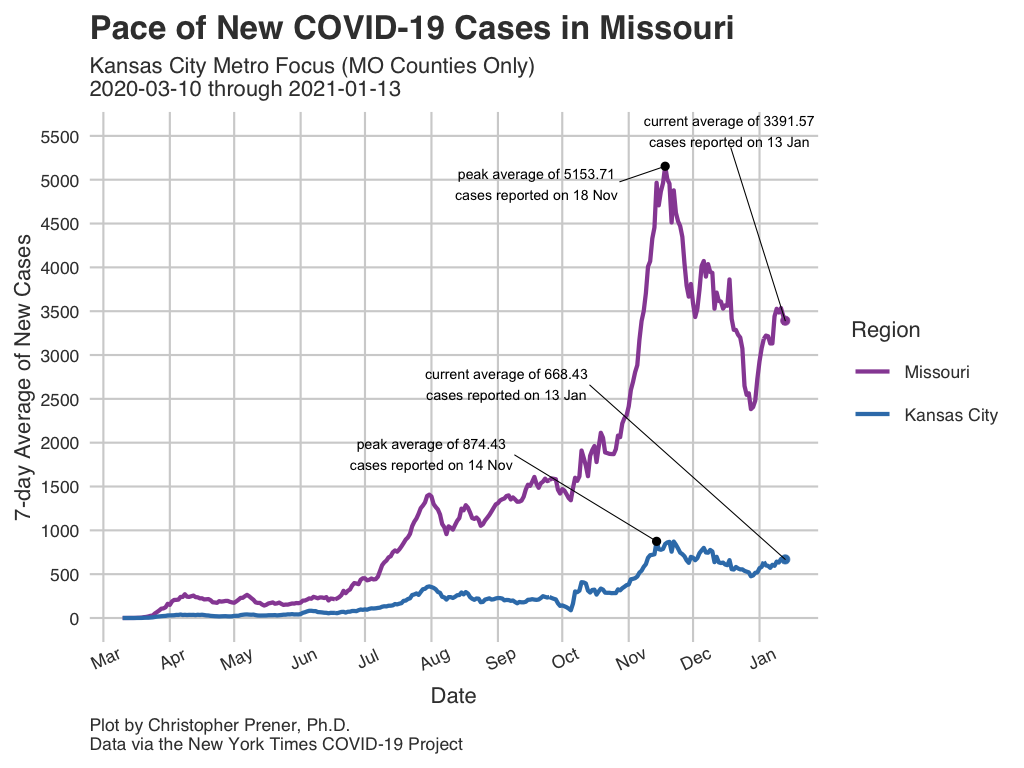 Pace of New COVID-19 Cases in Missouri
Kansas City Metro Focus (MO Counties Only)
2020-03-10 through 2021-01-13
current average of 3391.57
cases reported on 13 Jan
peak average of 5153.71
cases reported on 18 Nov
current average of 668.43
cases reported on 13 Jan
peak average of 874.43
cases reported on 14 Nov
7-day Average of New Cases
5500
5000
4500
4000
3500
3000
2500
2000
1500
1000
500
0
Mar
Apr
May
Jun
Jul
Aug
Sep
Oct
Nov
Dec
Jan
Date
Region
Missouri
Kansas City
Plot by Christopher Prener, Ph.D.
Data via the New York Times COVID-19 Project